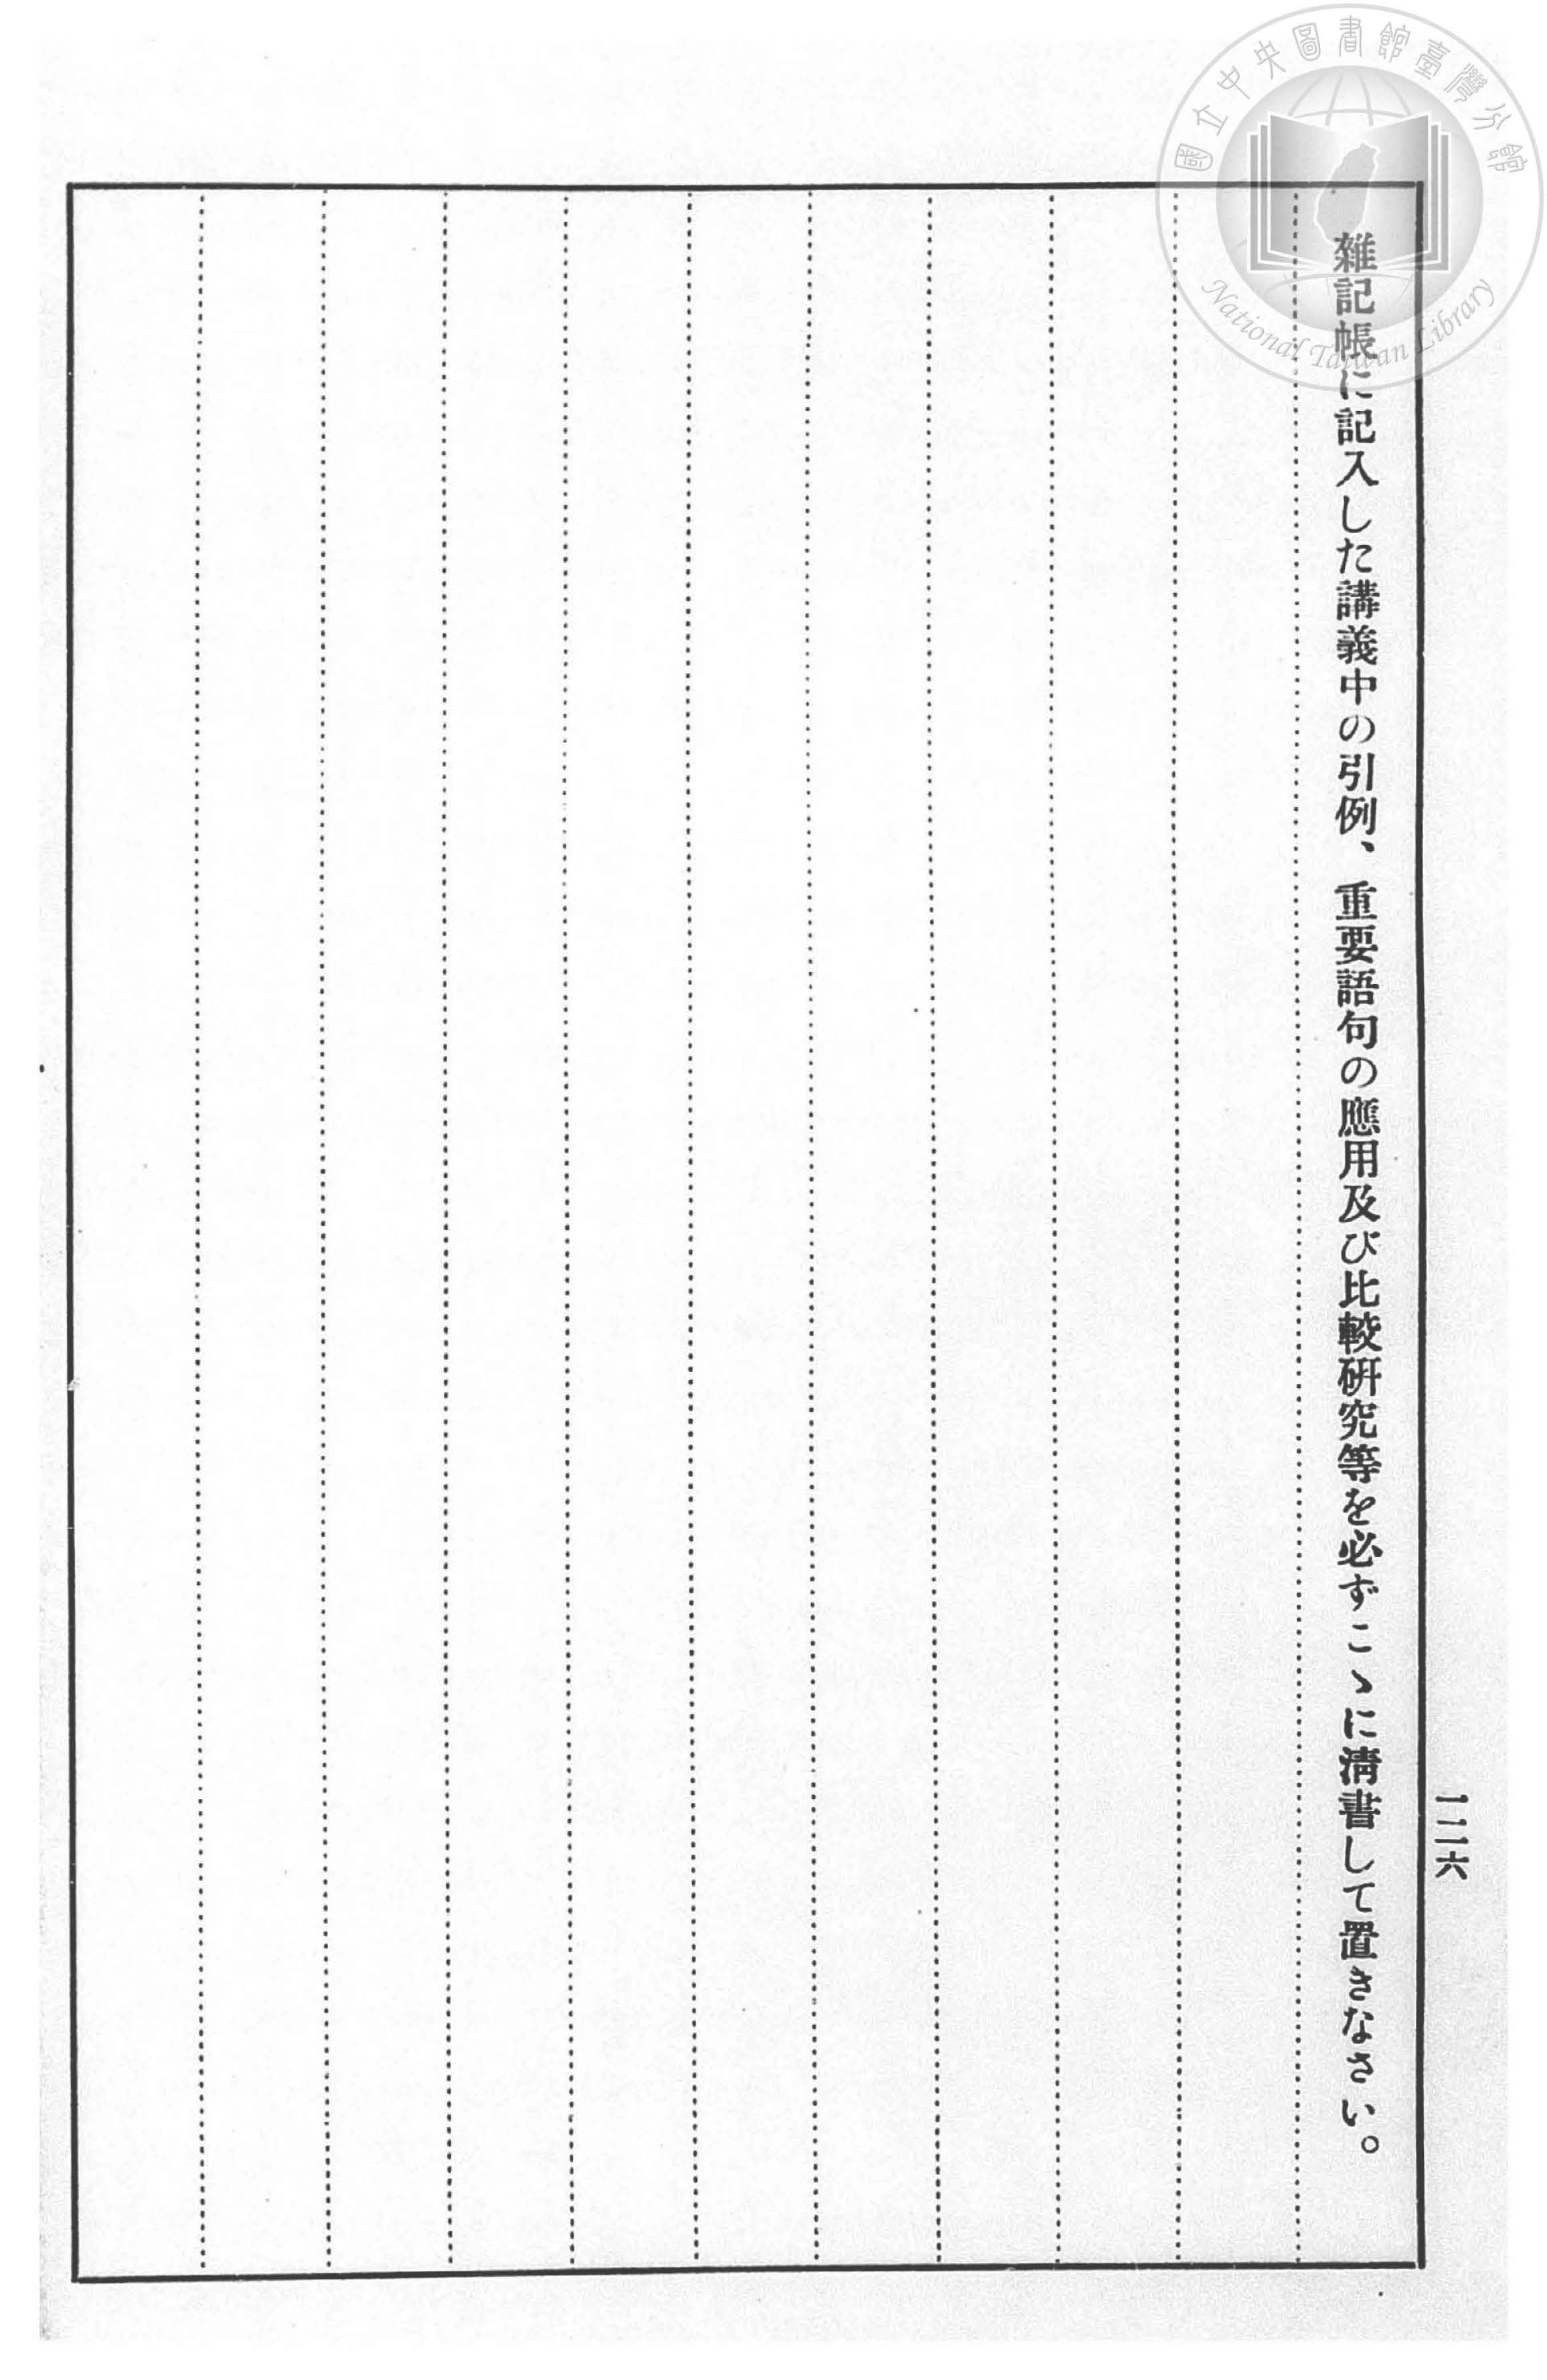 國立中央圖書館臺灣分館
National Taiwan Library
雜記帳に記入した講義中の引例、重要語句の應用及び比較硏究等を必ずこゝに淸書して置きなさい。
一二六